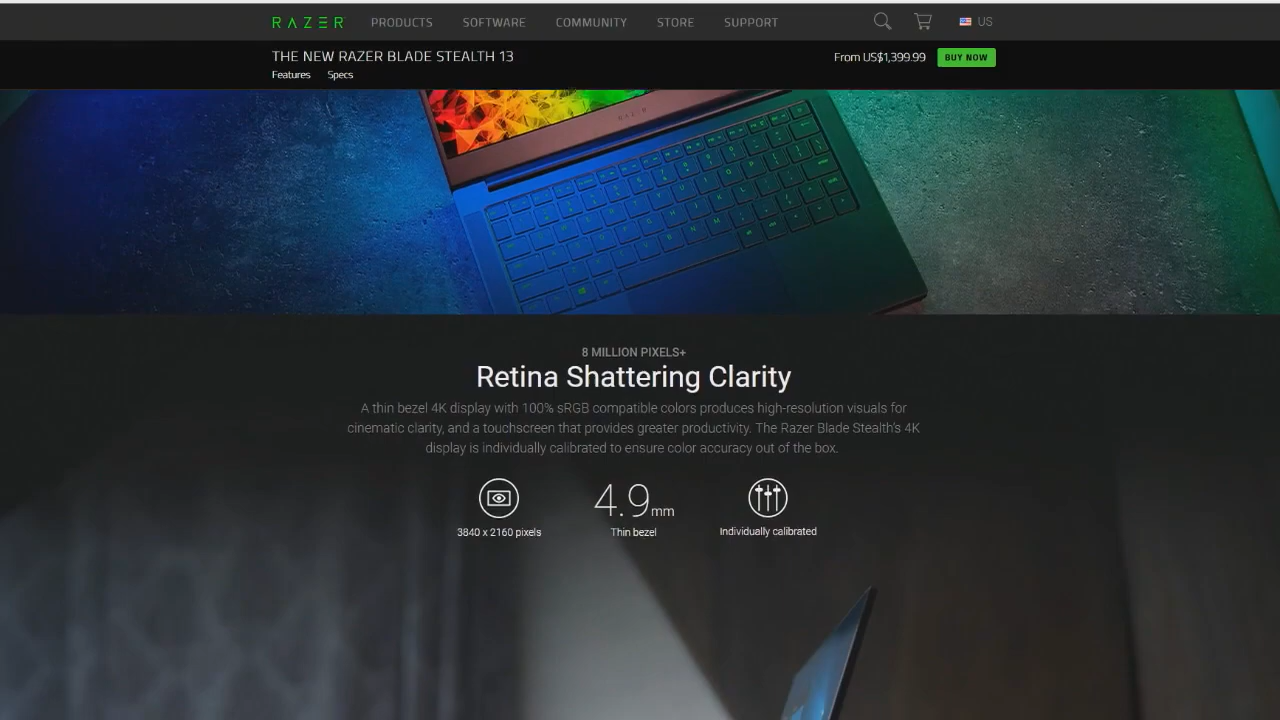 RAZER
PRODUCTS
SOFTWARE
COMMUNITY
STORE
SUPPORT
US
THE NEW RAZER BLADE STEALTH 13
From US$1,399.99
BUY NOW
Features
Specs
RAZER
8 MILLION PIXELS+
Retina Shattering Clarity
A thin bezel 4K display with 100% sRGB compatible colors produces high-resolution visuals for
cinematic clarity, and a touchscreen that provides greater productivity. The Razer Blade Stealth's 4K
display is individually calibrated to ensure color accuracy out of the box.
4.9mm
3840 x 2160 pixels
Thin bezel
Individually calibrated